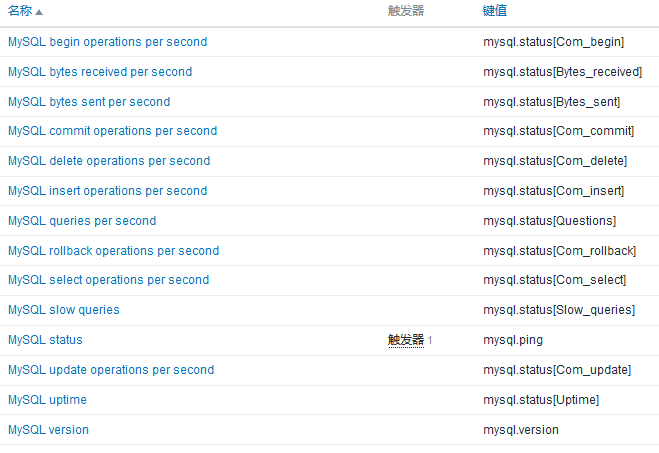 名称 触发器 键值
MySQL begin operations per second mysql.status[Com_begin]
MySQL bytes received per second mysql.status[Bytes_received]
MySQL bytes sent per second mysql.status[Bytes_sent]
MySQL commit operations per second mysql.status[Com_commit]
MySQL delete operations per second mysql.status[Com_delete]
MySQL insert operations per second mysql.status[Com_insert]
MySQL queries per second mysql.status[Questions]
MySQL rollback operations per second mysql.status[Com_rollback]
MySQL select operations per second mysql.status[Com_select]
MySQL slow queries mysql.status[Slow_queries]
MySQL status 触发器 1 mysql.ping
MySQL update operations per second mysql.status[Com_update]
MySQL uptime mysql.status[Uptime]
MySQL version mysql.version